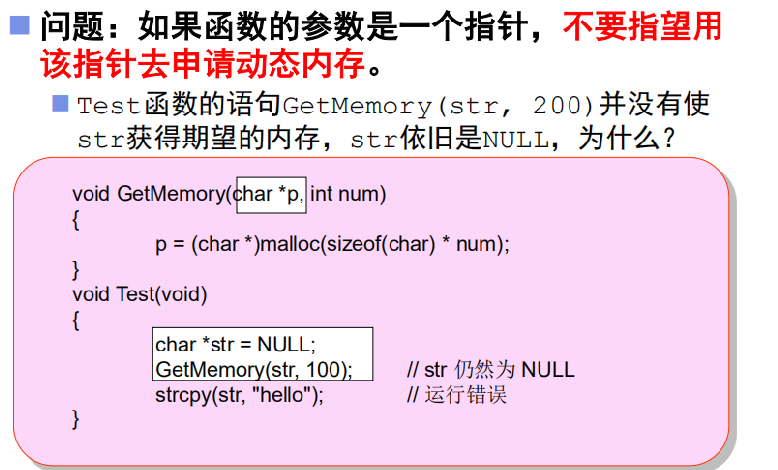 问题：如果函数的参数是一个指针，不要指望用
该指针去申请动态内存。
Test函数的语句GetMemory(str, 200)并没有使
str获得期望的内存，str依旧是NULL，为什么？
void GetMemory(char *p, int num)
{
p = (char *)malloc(sizeof(char) * num);
}
void Test(void)
{
char *str = NULL;
GetMemory(str, 100); // str 仍然为 NULL
strcpy(str, "hello"); // 运行错误
}